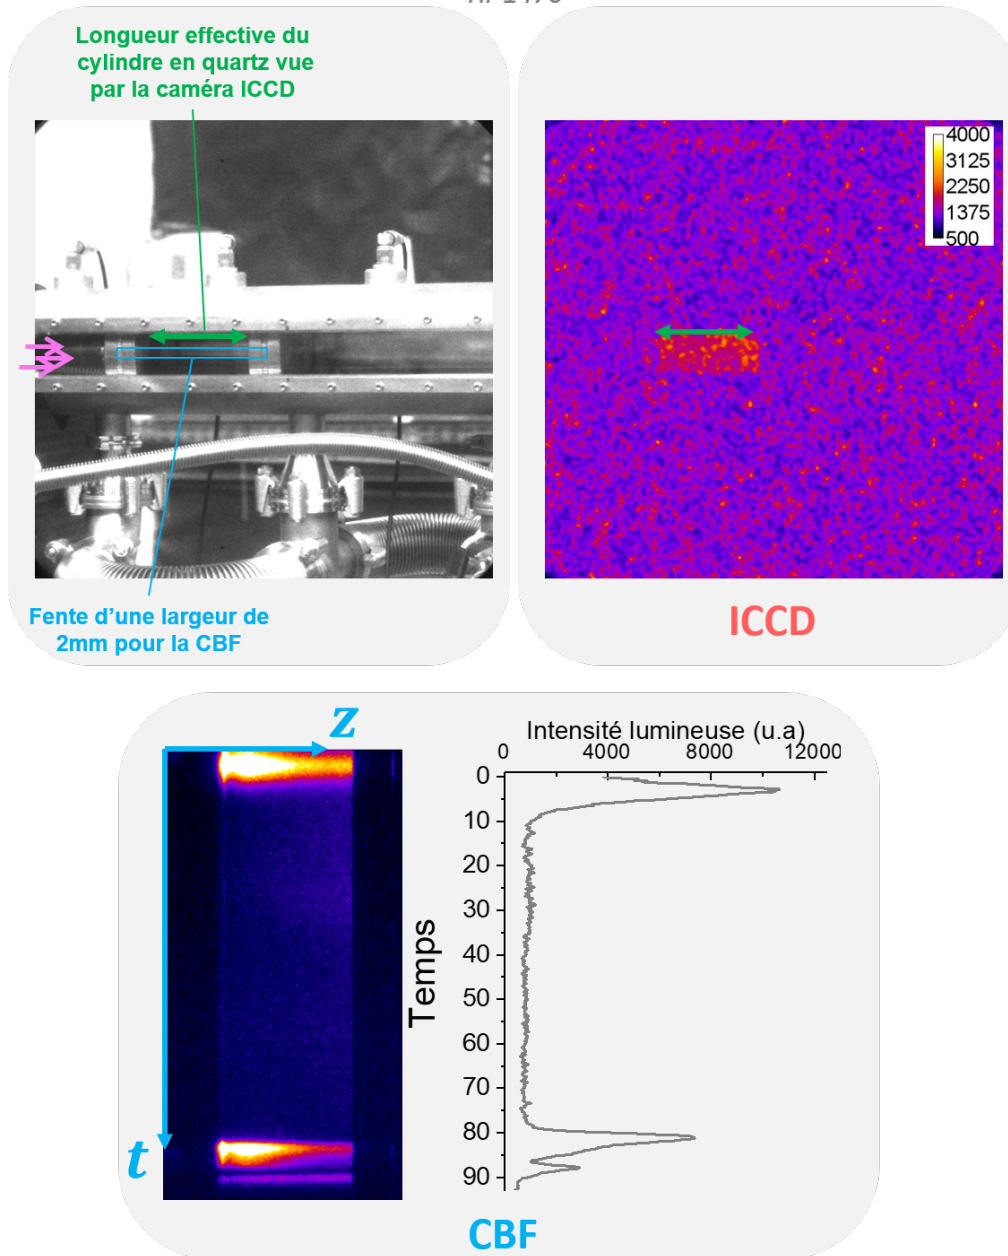 Longueur effective du
cylindre en quartz vue
par la caméra ICCD
Fente d’une largeur de
2mm pour la CBF
4000
3125
2250
1375
500
ICCD
z
t
Intensité lumineuse (u.a)
0 4000 8000 12000
Temps
0
10
20
30
40
50
60
70
80
90
CBF